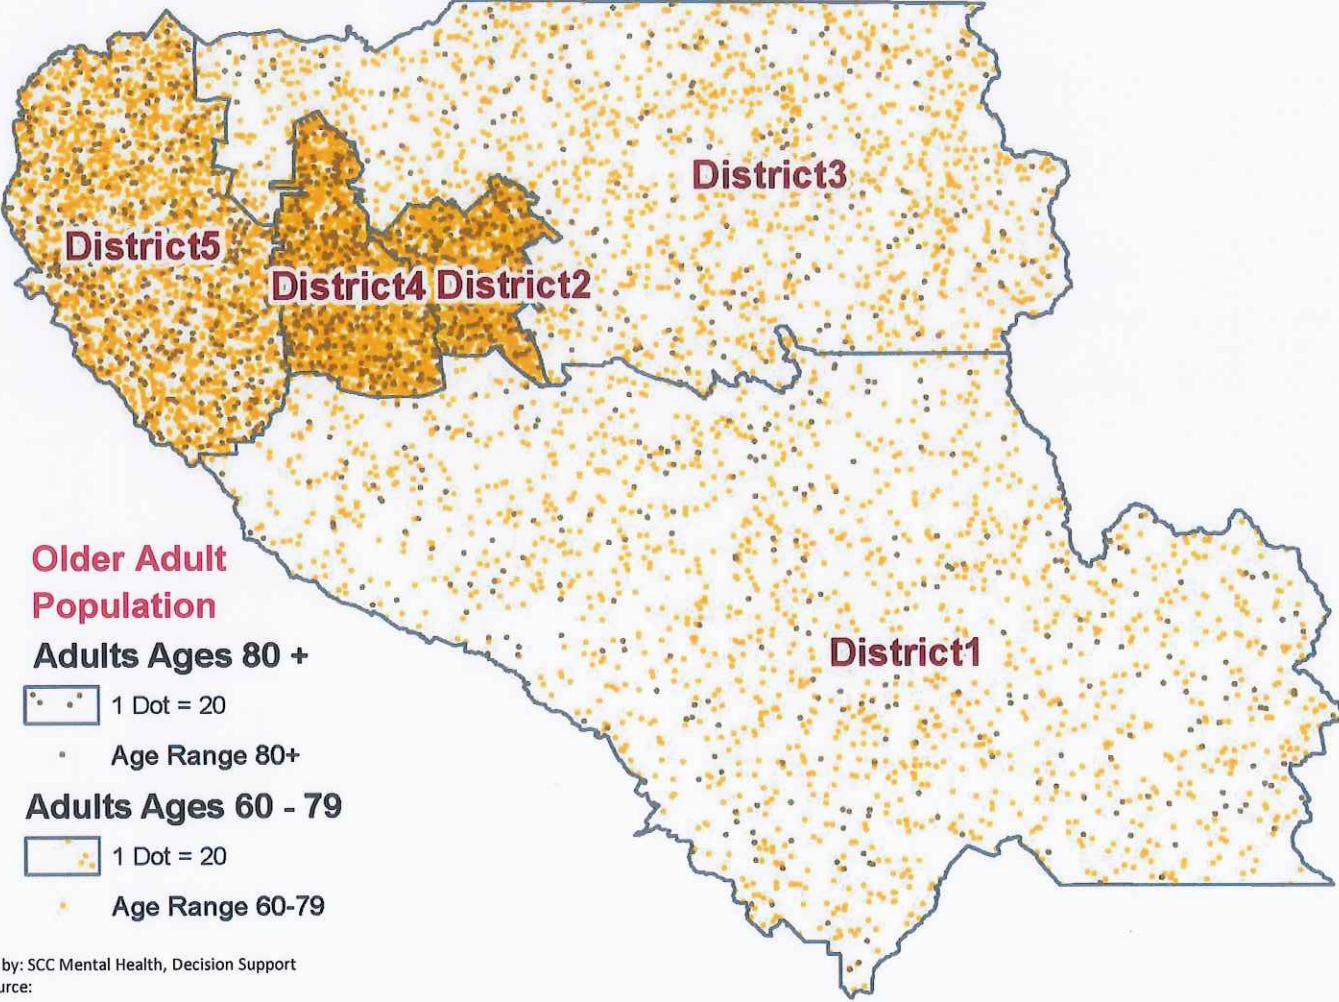 District3
District5
District4 District2
District1
Older Adult
Population
Adults Ages 80 +
1 Dot = 20
Age Range 80+
Adults Ages 60 - 79
1 Dot = 20
Age Range 60-79
by: SCC Mental Health, Decision Support
urce: